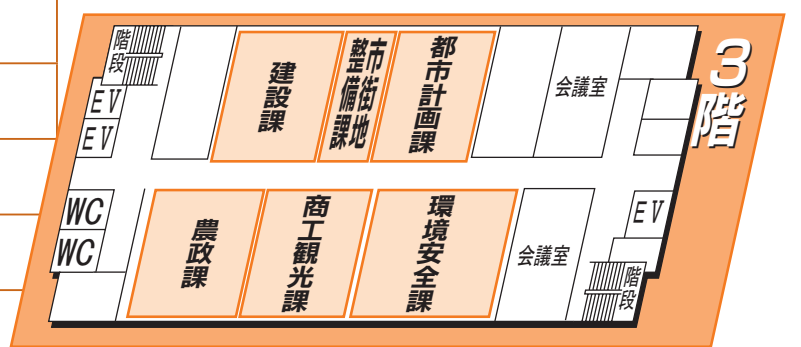 3階
階段
EV
EV
建設課
市街地
整備課
都市計画課
会議室
WC
WC
農政課
商工観光課
環境安全課
会議室
EV
階段